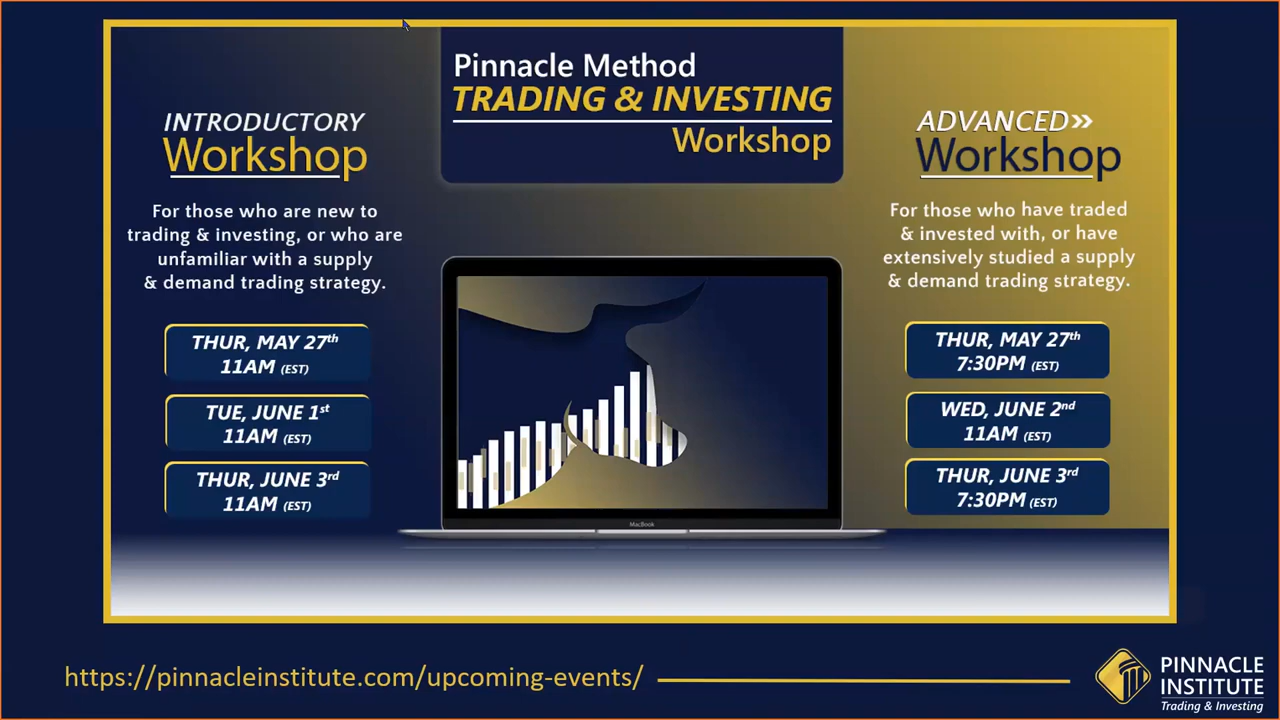 Pinnacle Method
TRADING & INVESTING
Workshop
INTRODUCTORY
Workshop
For those who are new to
trading & investing, or who are
unfamiliar with a supply
& demand trading strategy.
THUR, MAY 27th
11AM (EST)
TUE, JUNE 1st
11AM (EST)
THUR, JUNE 3rd
11AM (EST)
MacBook
ADVANCED»
Workshop
For those who have traded
& invested with, or have
extensively studied a supply
& demand trading strategy.
THUR, MAY 27th
7:30PM (EST)
WED, JUNE 2nd
11AM (EST)
THUR, JUNE 3rd
7:30PM (EST)
https://pinnacleinstitute.com/upcoming-events/
PINNACLE
INSTITUTE
Trading & Investing